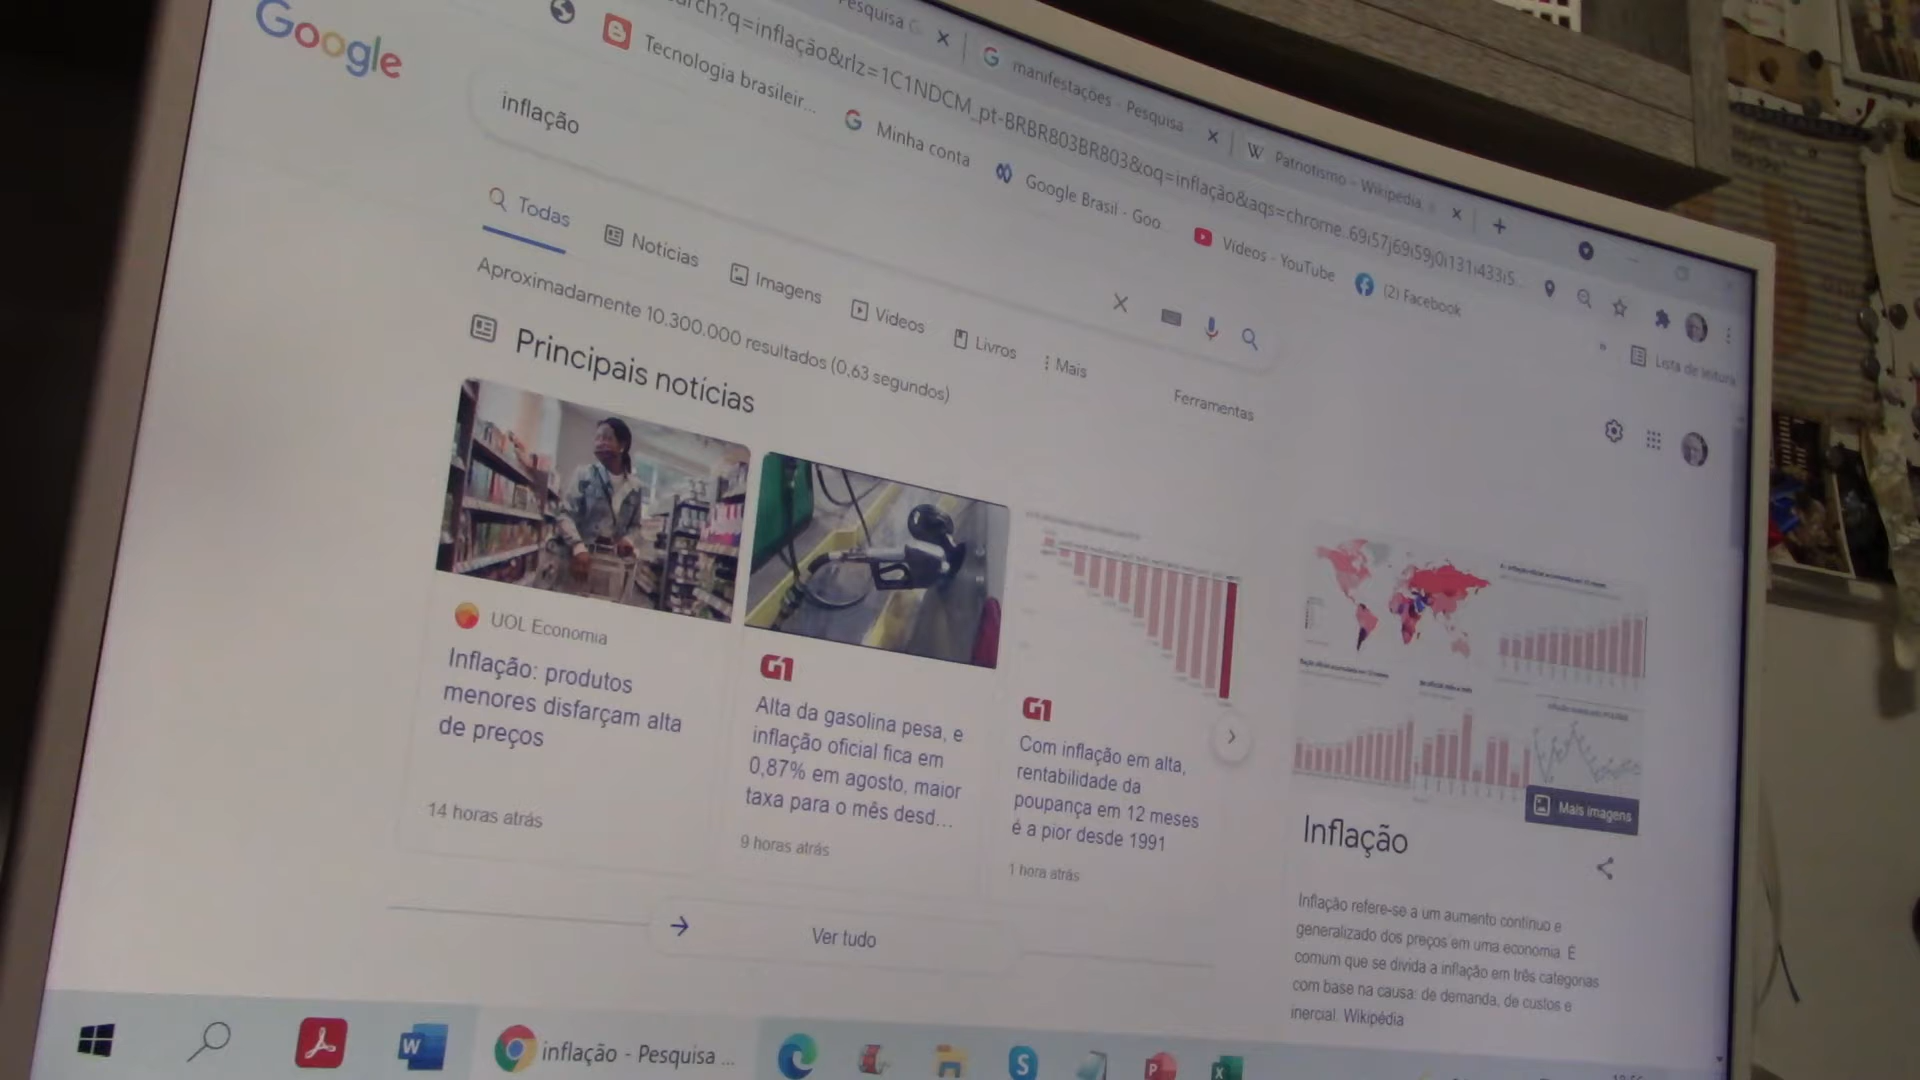 Pesquisa G
manifestações - Pesquisa
Patriotismo - Wikipédia,
rch?q=inflação&rlz=1C1NDCM_pt-BRBR803BR803&oq=inflação&aqs=chrome..69i57j69i59j0i131i433i5...
Tecnologia brasileir...
Minha conta
Google Brasil - Goo
Vídeos - YouTube
(2) Facebook
»
Lista de leitura
Google
inflação
Todas
Notícias
Imagens
Vídeos
Livros
Mais
Ferramentas
Aproximadamente 10.300.000 resultados (0,63 segundos)
Principais notícias
UOL Economia
Inflação: produtos
menores disfarçam alta
de preços
14 horas atrás
G1
Alta da gasolina pesa, e
inflação oficial fica em
0,87% em agosto, maior
taxa para o mês desd...
9 horas atrás
G1
Com inflação em alta,
rentabilidade da
poupança em 12 meses
é a pior desde 1991
1 hora atrás
Ver tudo
Mais imagens
Inflação
Inflação refere-se a um aumento contínuo e
generalizado dos preços em uma economia. É
comum que se divida a inflação em três categorias
com base na causa: de demanda, de custos e
inercial. Wikipédia
inflação - Pesquisa ...